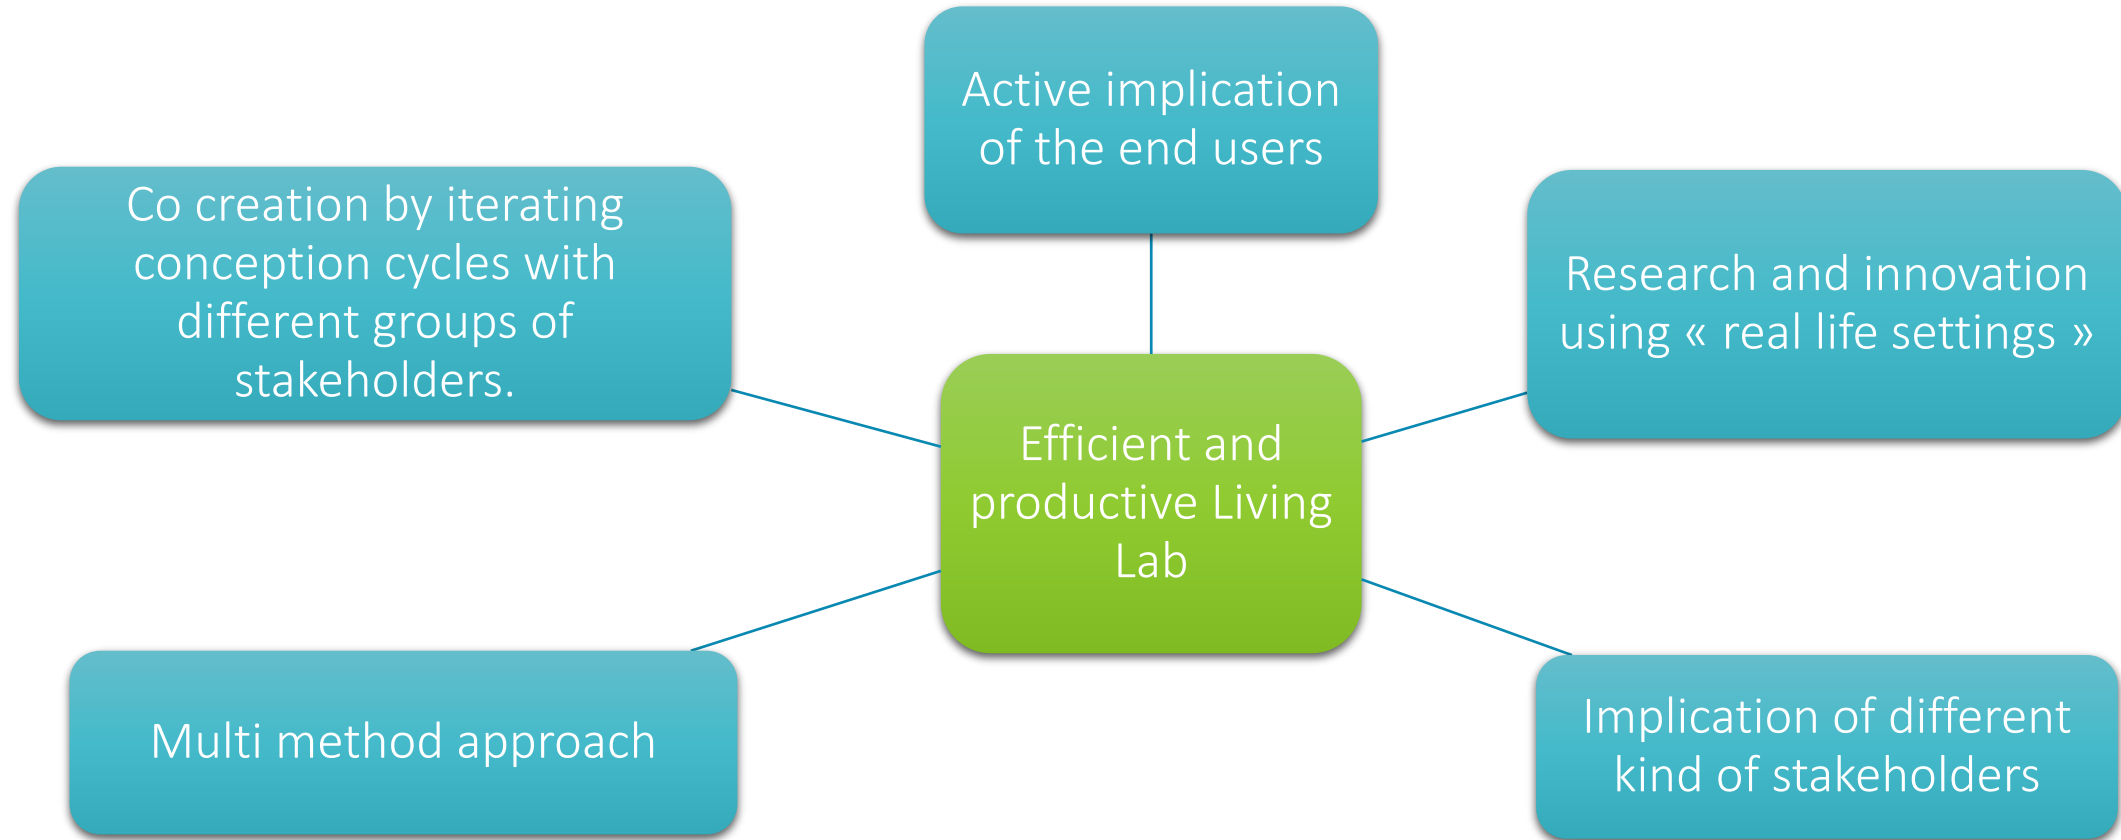 Active implication
of the end users
Co creation by iterating
conception cycles with
different groups of
stakeholders.
Research and innovation
using « real life settings »
Efficient and
productive Living
Lab
Multi method approach
Implication of different
kind of stakeholders